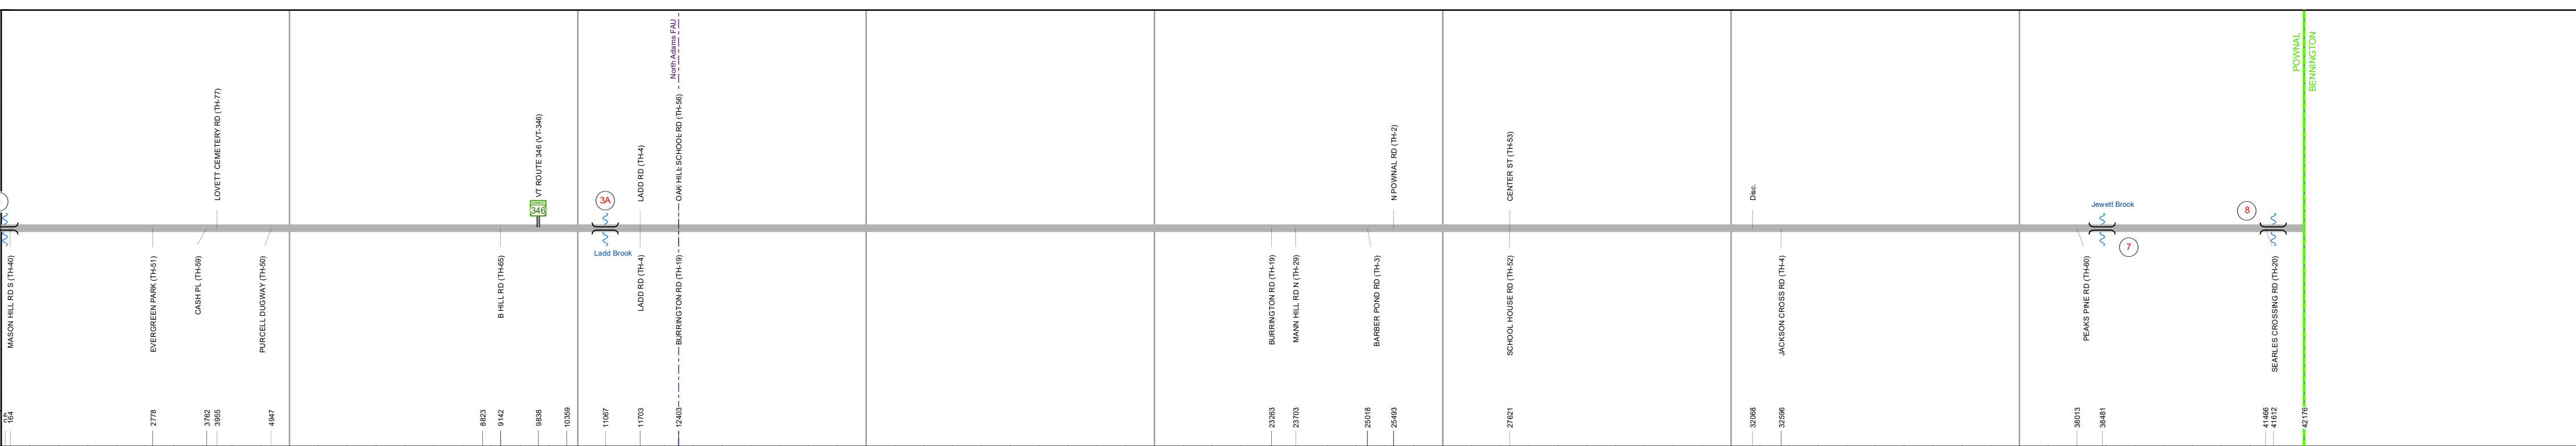 North Adams FAU
POWNAL
BENNINGTON
LOVETT CEMETERY RD (TH-77)
VT ROUTE 346 (VT-346)
346
3A
LADD RD (TH-4)
OAK HILL SCHOOL RD (TH-56)
N POWNAL RD (TH-2)
CENTER ST (TH-53)
Disc.
Jewett Brook
8
7
Ladd Brook
MASON HILL RD S (TH-40)
EVERGREEN PARK (TH-51)
CASH PL (TH-59)
PURCELL DUGWAY (TH-50)
B HILL RD (TH-65)
LADD RD (TH-4)
BURRINGTON RD (TH-19)
BURRINGTON RD (TH-19)
MANN HILL RD N (TH-29)
BARBER POND RD (TH-3)
SCHOOL HOUSE RD (TH-52)
JACKSON CROSS RD (TH-4)
PEAKS PINE RD (TH-60)
SEARLES CROSSING RD (TH-20)
164
2778
3762
3955
4947
8823
9142
9838
10359
11067
11703
12403
23263
23703
25018
25493
27621
32068
32596
38013
38481
41466
41612
42176